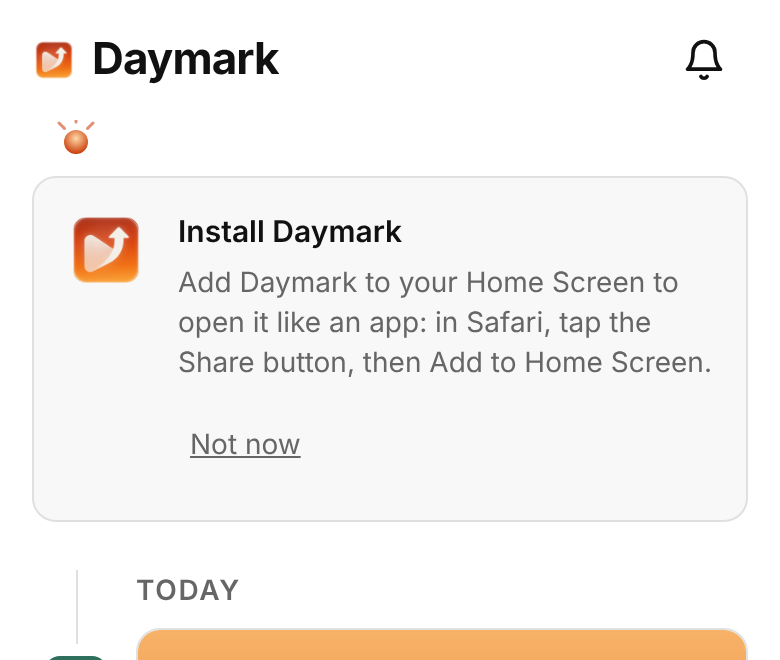 Daymark
Install Daymark
Add Daymark to your Home Screen to
open it like an app: in Safari, tap the
Share button, then Add to Home Screen.
Not now
TODAY